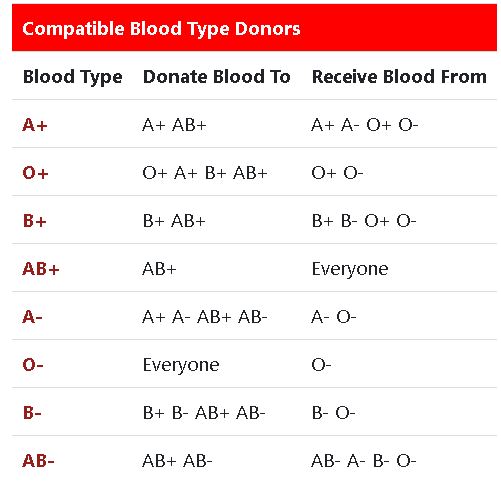 Compatible Blood Type Donors
Blood Type Donate Blood To Receive Blood From
A+ A+ AB+ A+ A- O+ O-
O+ O+ A+ B+ AB+ O+ O-
B+ B+ AB+ B+ B- O+ O-
AB+ AB+ Everyone
A- A+ A- AB+ AB- A- O-
O- Everyone O-
B- B+ B- AB+ AB- B- O-
AB- AB+ AB- AB- A- B- O-